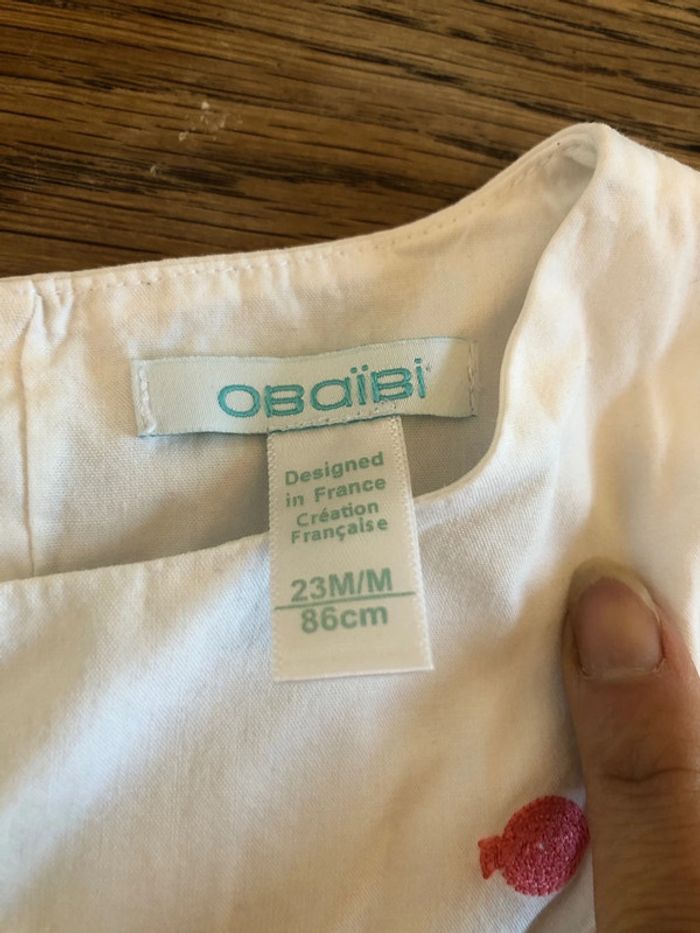 OBaïBi
Designed
in France
Création
Française
23M/M
86cm